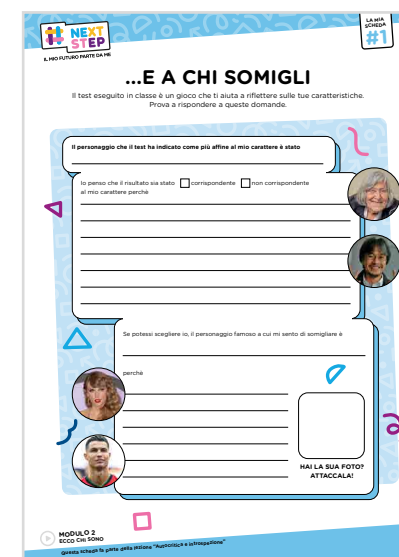 NEXT
STEP
IL MIO FUTURO PARTE DA ME
LA MIA
SCHEDA
#1
...E A CHI SOMIGLI
Il test eseguito in classe è un gioco che ti aiuta a riflettere sulle tue caratteristiche.
Prova a rispondere a queste domande.
Il personaggio che il test ha indicato come più affine al mio carattere è stato
Io penso che il risultato sia stato corrispondente non corrispondente
al mio carattere perchè
Se potessi scegliere io, il personaggio famoso a cui mi sento di somigliare è
perchè
HAI LA SUA FOTO?
ATTACCALA!
MODULO 2
ECCO CHI SONO
Questa scheda fa parte della lezione "Autocritica e introspezione"